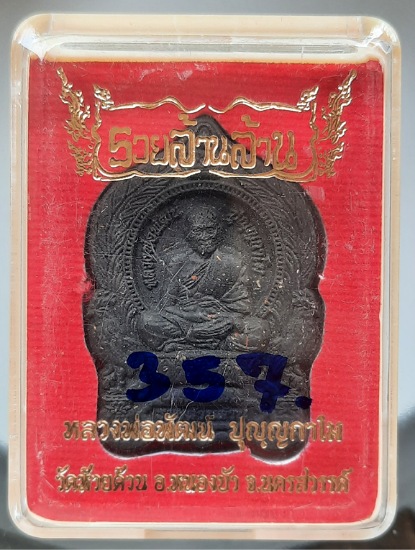 รวยล้านล้าน
357.
หลวงพ่อพัฒน์ ปุญฺญกาโม
วัดห้วยด้วน อ.หนองบัว จ.นครสวรรค์